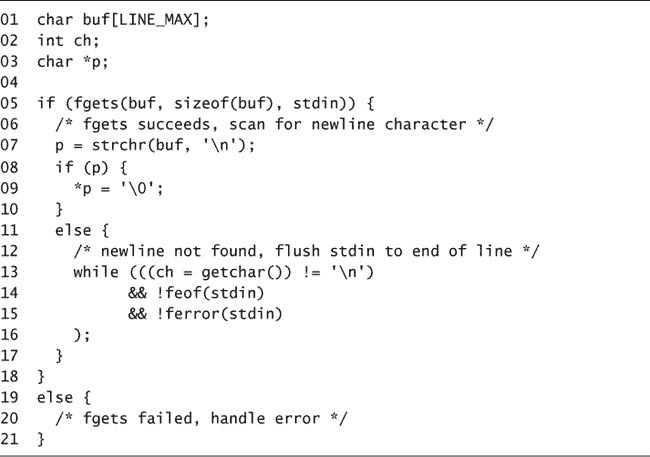 01 char buf[LINE_MAX];
02 int ch;
03 char *p;
04
05 if (fgets(buf, sizeof(buf), stdin)) {
06   /* fgets succeeds, scan for newline character */
07   p = strchr(buf, '\n');
08   if (p) {
09     *p = '\0';
10   }
11   else {
12     /* newline not found, flush stdin to end of line */
13     while (((ch = getchar()) != '\n')
14           && !feof(stdin)
15           && !ferror(stdin)
16     );
17   }
18 }
19 else {
20   /* fgets failed, handle error */
21 }